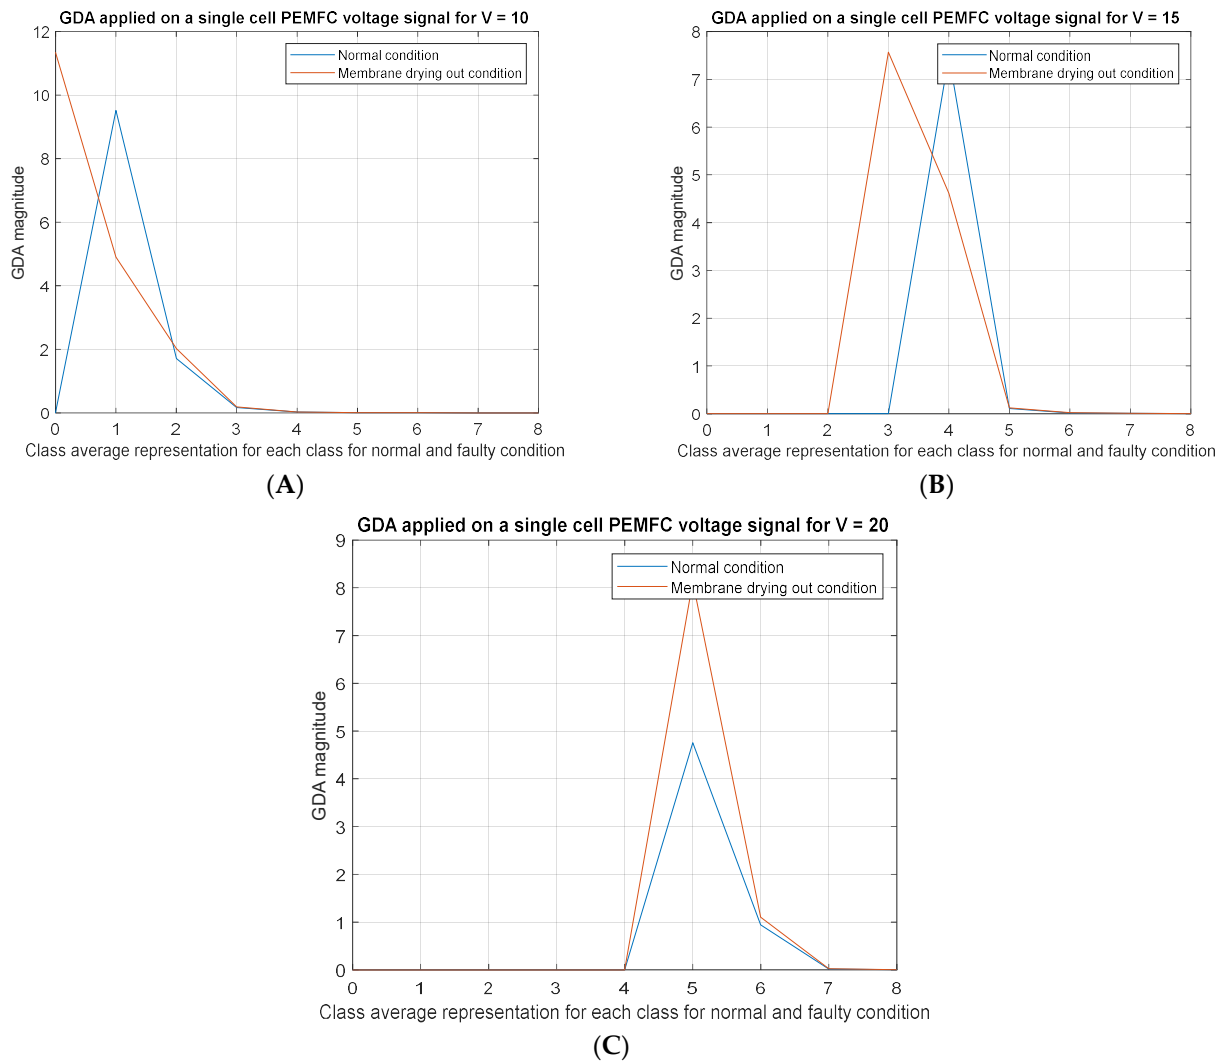 GDA applied on a single cell PEMFC voltage signal for V = 10
Normal condition
Membrane drying out condition
GDA magnitude
12
10
8
6
4
2
0
0 1 2 3 4 5 6 7 8
Class average representation for each class for normal and faulty condition
(A)
GDA applied on a single cell PEMFC voltage signal for V = 15
Normal condition
Membrane drying out condition
GDA magnitude
8
7
6
5
4
3
2
1
0
0 1 2 3 4 5 6 7 8
Class average representation for each class for normal and faulty condition
(B)
GDA applied on a single cell PEMFC voltage signal for V = 20
Normal condition
Membrane drying out condition
GDA magnitude
9
8
7
6
5
4
3
2
1
0
0 1 2 3 4 5 6 7 8
Class average representation for each class for normal and faulty condition
(C)